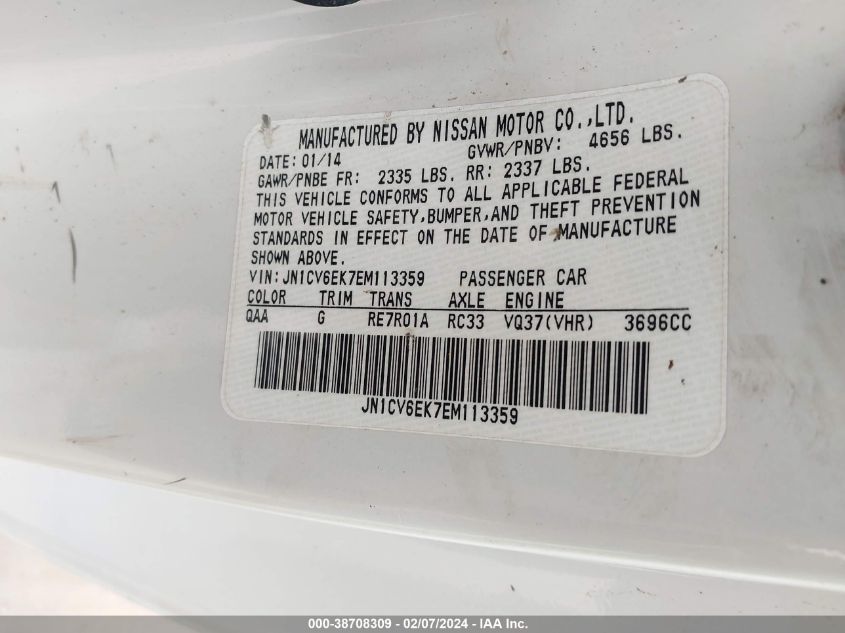 MANUFACTURED BY NISSAN MOTOR CO.,LTD.
DATE: 01/14 GVWR/PNBV: 4656 LBS.
GAWR/PNBE FR: 2335 LBS. RR: 2337 LBS.
THIS VEHICLE CONFORMS TO ALL APPLICABLE FEDERAL
MOTOR VEHICLE SAFETY,BUMPER,AND THEFT PREVENTION
STANDARDS IN EFFECT ON THE DATE OF MANUFACTURE
SHOWN ABOVE.
VIN:JN1CV6EK7EM113359 PASSENGER CAR
COLOR TRIM TRANS AXLE ENGINE
QAA G RE7R01A RC33 VQ37(VHR) 3696CC
JN1CV6EK7EM113359
000-38708309 - 02/07/2024 - IAA Inc.